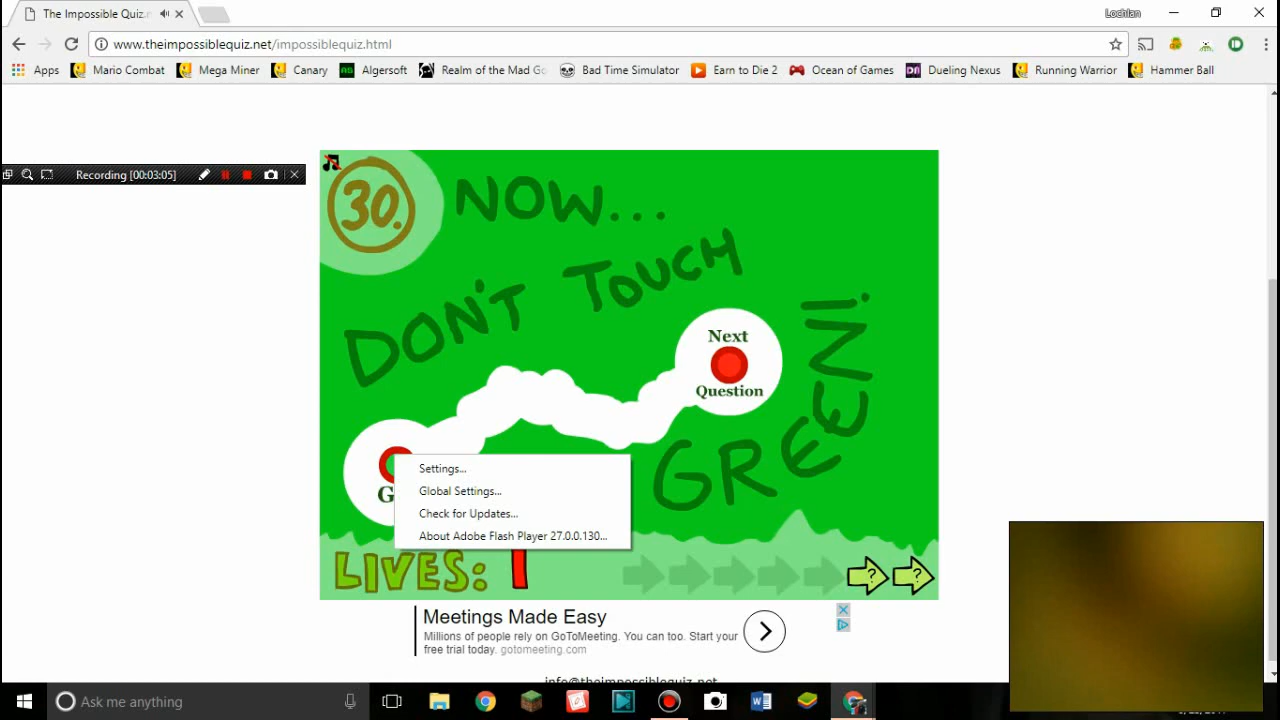 The Impossible Quiz.n
Lochlan
www.theimpossiblequiz.net/impossiblequiz.html
Apps Mario Combat Mega Miner Canary Algersoft Realm of the Mad Go Bad Time Simulator Earn to Die 2 Ocean of Games Dueling Nexus Running Warrior Hammer Ball
Recording [00:03:05]
30.
NOW...
DON'T TOUCH
GREEN!
Next
Question
G
Settings...
Global Settings...
Check for Updates...
About Adobe Flash Player 27.0.0.130...
LIVES: 1
? ?
Meetings Made Easy
Millions of people rely on GoToMeeting. You can too. Start your
free trial today. gotomeeting.com
info@theimpossiblequiz.net
Ask me anything